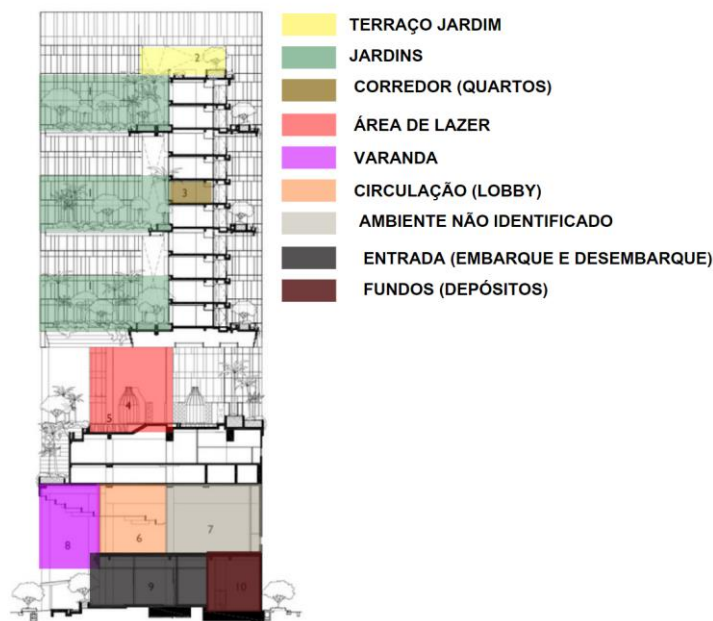 TERRAÇO JARDIM
JARDINS
CORREDOR (QUARTOS)
ÁREA DE LAZER
VARANDA
CIRCULAÇÃO (LOBBY)
AMBIENTE NÃO IDENTIFICADO
ENTRADA (EMBARQUE E DESEMBARQUE)
FUNDOS (DEPÓSITOS)
2
1
1
3
1
4
5
6
7
8
9
10